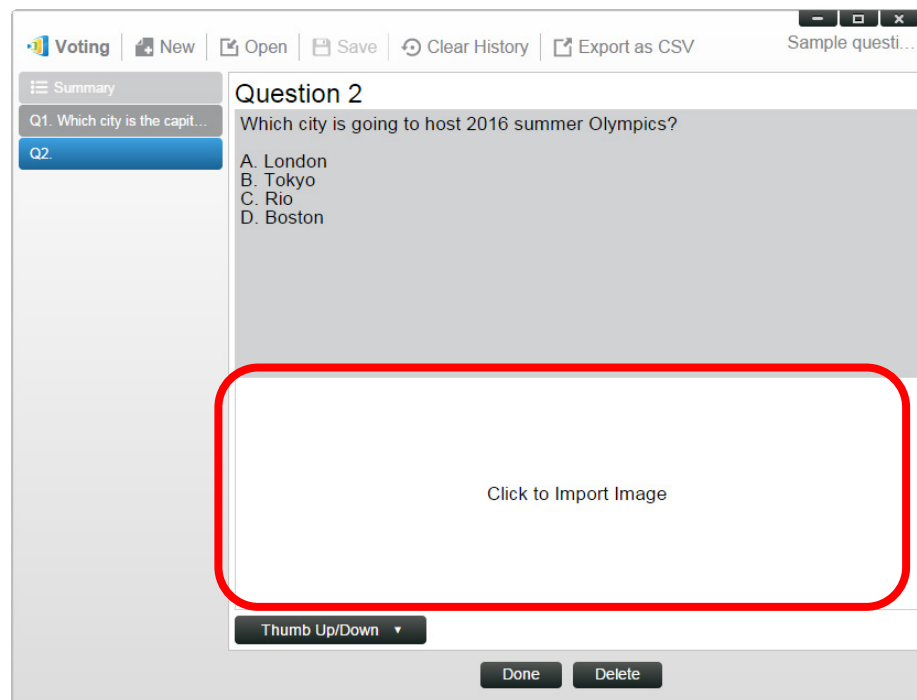 Voting New Open Save Clear History Export as CSV Sample questi...
Summary
Q1. Which city is the capit...
Q2.
Question 2
Which city is going to host 2016 summer Olympics?
A. London
B. Tokyo
C. Rio
D. Boston
Click to Import Image
Thumb Up/Down
Done Delete